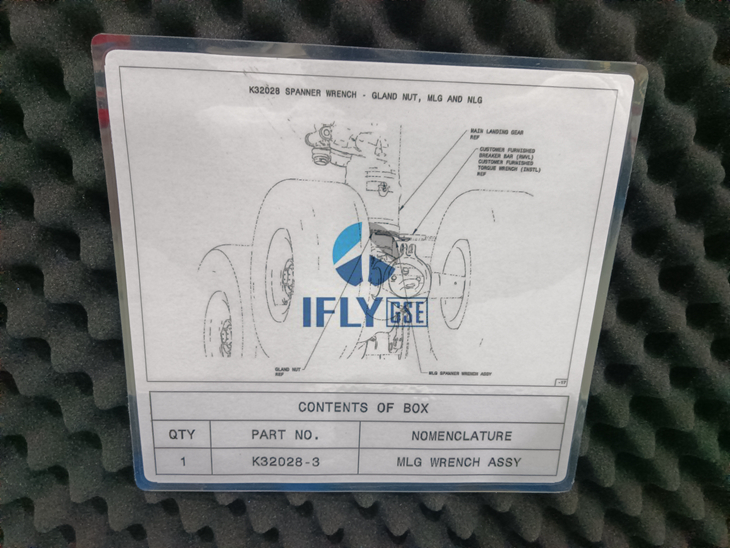 K32028 SPANNER WRENCH - GLAND NUT, MLG AND NLG
MAIN LANDING GEAR
REF
CUSTOMER FURNISHED
BREAKER BAR (RMVL)
CUSTOMER FURNISHED
TORQUE WRENCH (INSTL)
REF
IFLY GSE
GLAND NUT
REF
MLG SPANNER WRENCH ASSY
CONTENTS OF BOX
QTY PART NO. NOMENCLATURE
1 K32028-3 MLG WRENCH ASSY